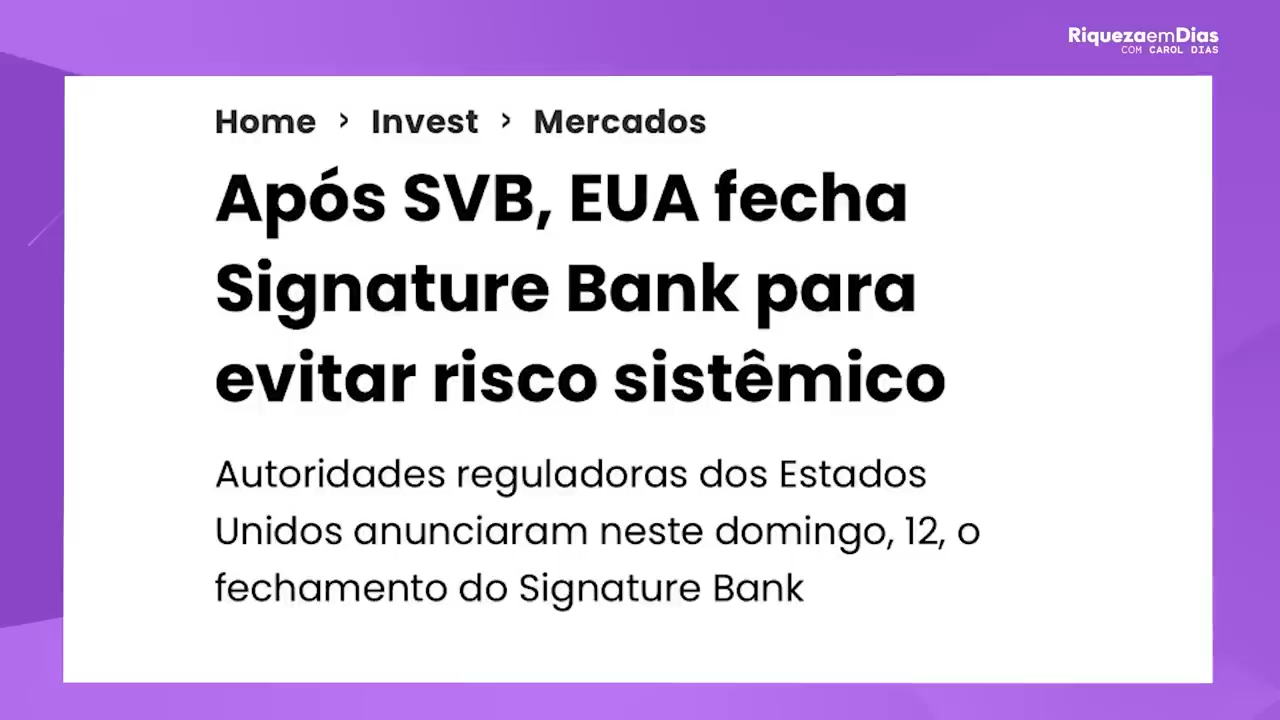 RiquezaemDias
COM CAROL DIAS
Home › Invest › Mercados
Após SVB, EUA fecha
Signature Bank para
evitar risco sistêmico
Autoridades reguladoras dos Estados
Unidos anunciaram neste domingo, 12, o
fechamento do Signature Bank